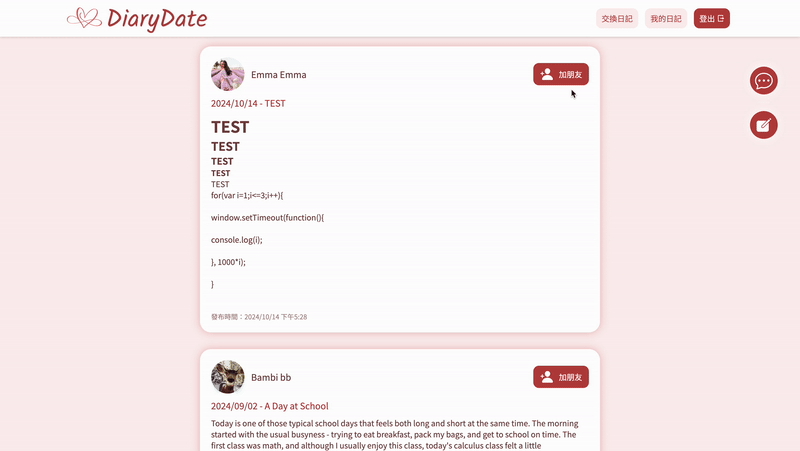 DiaryDate
交換日記
我的日記
登出
Emma Emma
加朋友
2024/10/14 - TEST
TEST
TEST
TEST
TEST
TEST
for(var i=1;i<=3;i++){
window.setTimeout(function(){
console.log(i);
}, 1000*i);
}
發布時間：2024/10/14 下午5:28
Bambi bb
加朋友
2024/09/02 - A Day at School
Today is one of those typical school days that feels both long and short at the same time. The morning
started with the usual busyness - trying to eat breakfast, pack my bags, and get to school on time. The
first class was math, and although I usually enjoy this class, today's calculus class felt a little